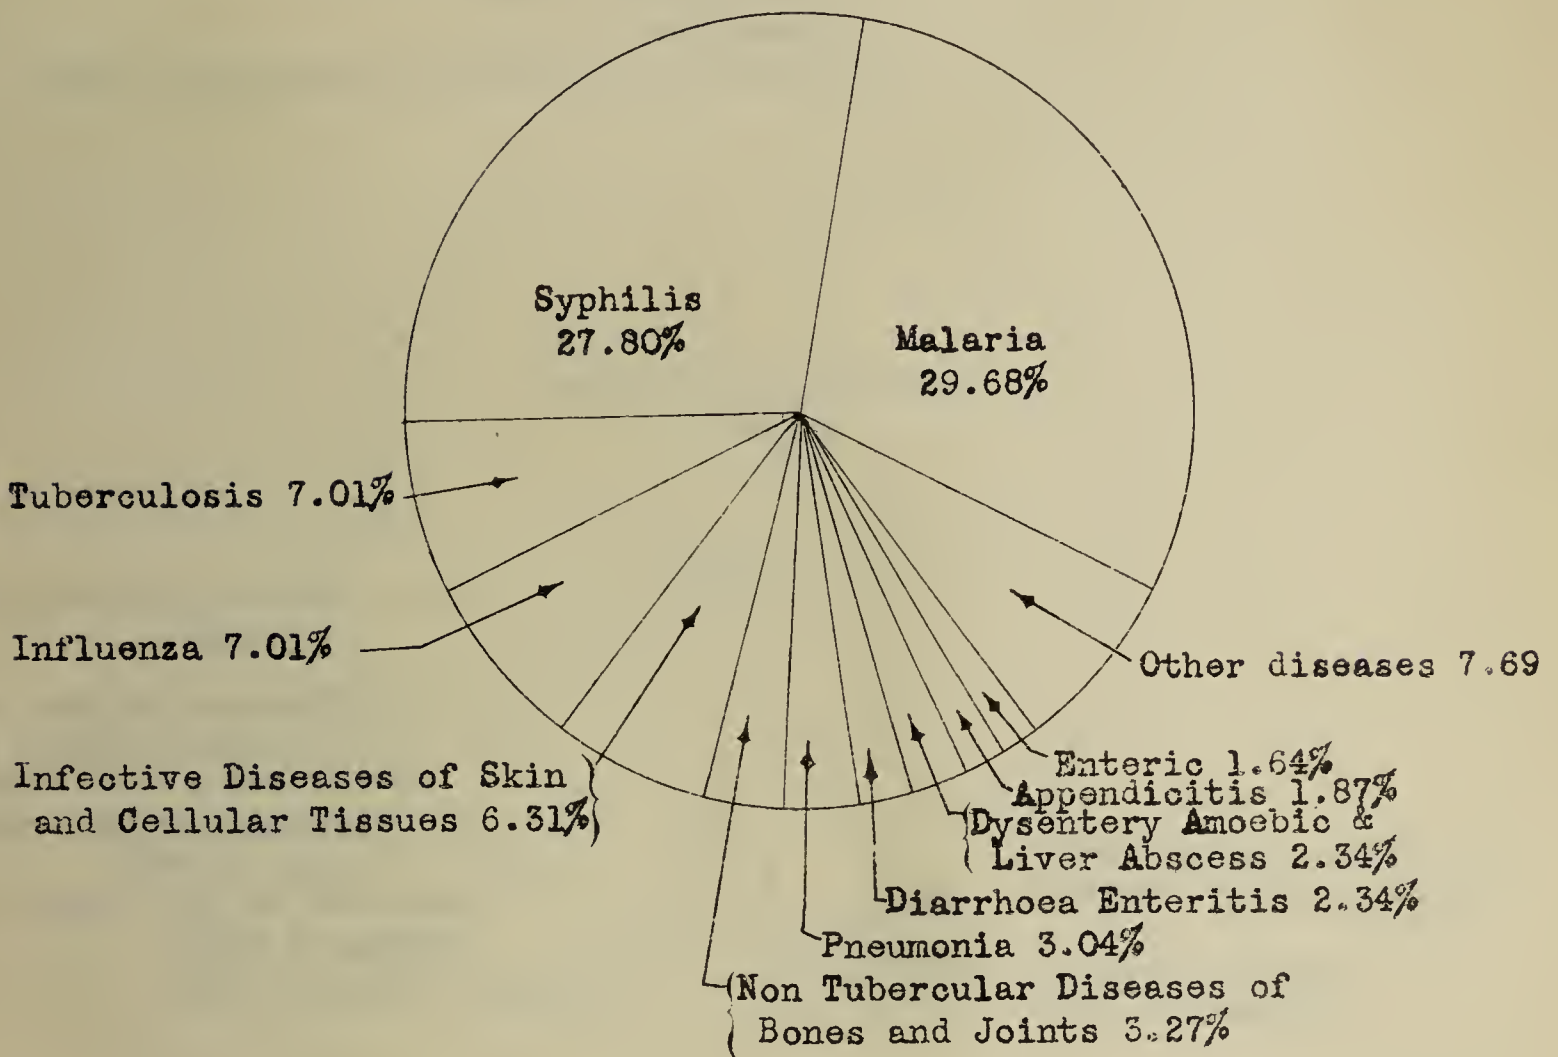 Syphilis
27.80%
Malaria
29.68%
Tuberculosis 7.01%
Influenza 7.01%
Other diseases 7.69
Infective Diseases of Skin
and Cellular Tissues 6.31%
Enteric 1.64%
Appendicitis 1.87%
Dysentery Amoebic &
Liver Abscess 2.34%
Diarrhoea Enteritis 2.34%
Pneumonia 3.04%
Non Tubercular Diseases of
Bones and Joints 3.27%